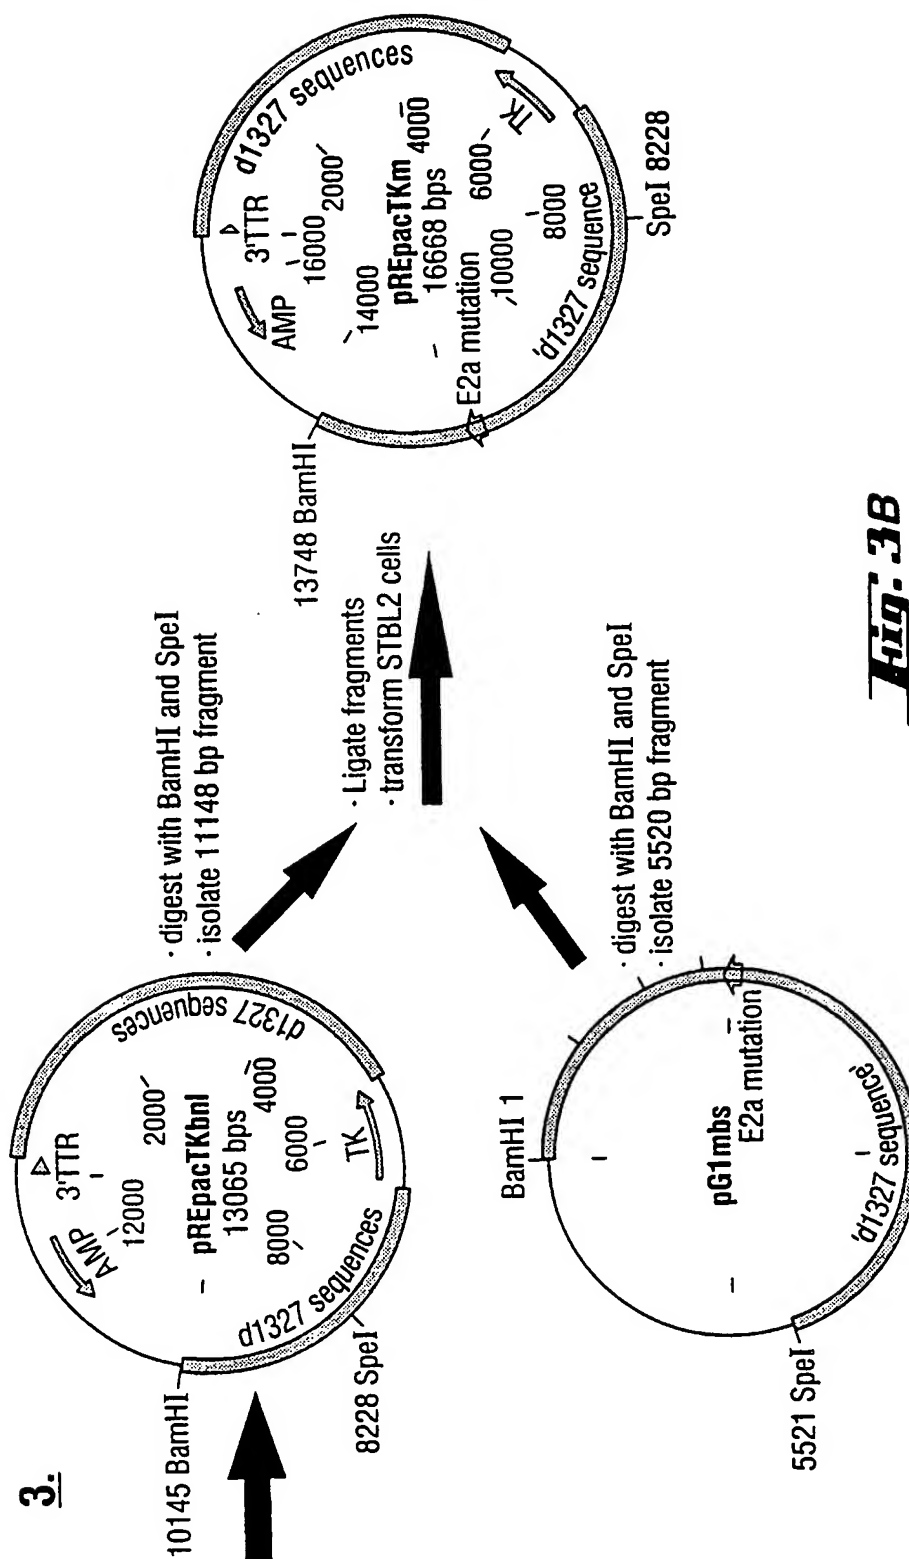 3.
AMP
3'TTR
12000
2000
d1327 sequences
pREpacTKbnl
13065 bps
4000
6000
8000
TK
d1327 sequences
10145 BamHI
8228 SpeI
· digest with BamHI and SpeI
· isolate 11148 bp fragment
BamHI 1
pG1mbs
E2a mutation
'd1327 sequence'
5521 SpeI
· digest with BamHI and SpeI
· isolate 5520 bp fragment
· Ligate fragments
· transform STBL2 cells
AMP
3'TTR
16000
2000
d1327 sequences
14000
pREpacTKm
16668 bps
4000
6000
TK
E2a mutation
10000
8000
'd1327 sequence
13748 BamHI
SpeI 8228
Fig. 3B